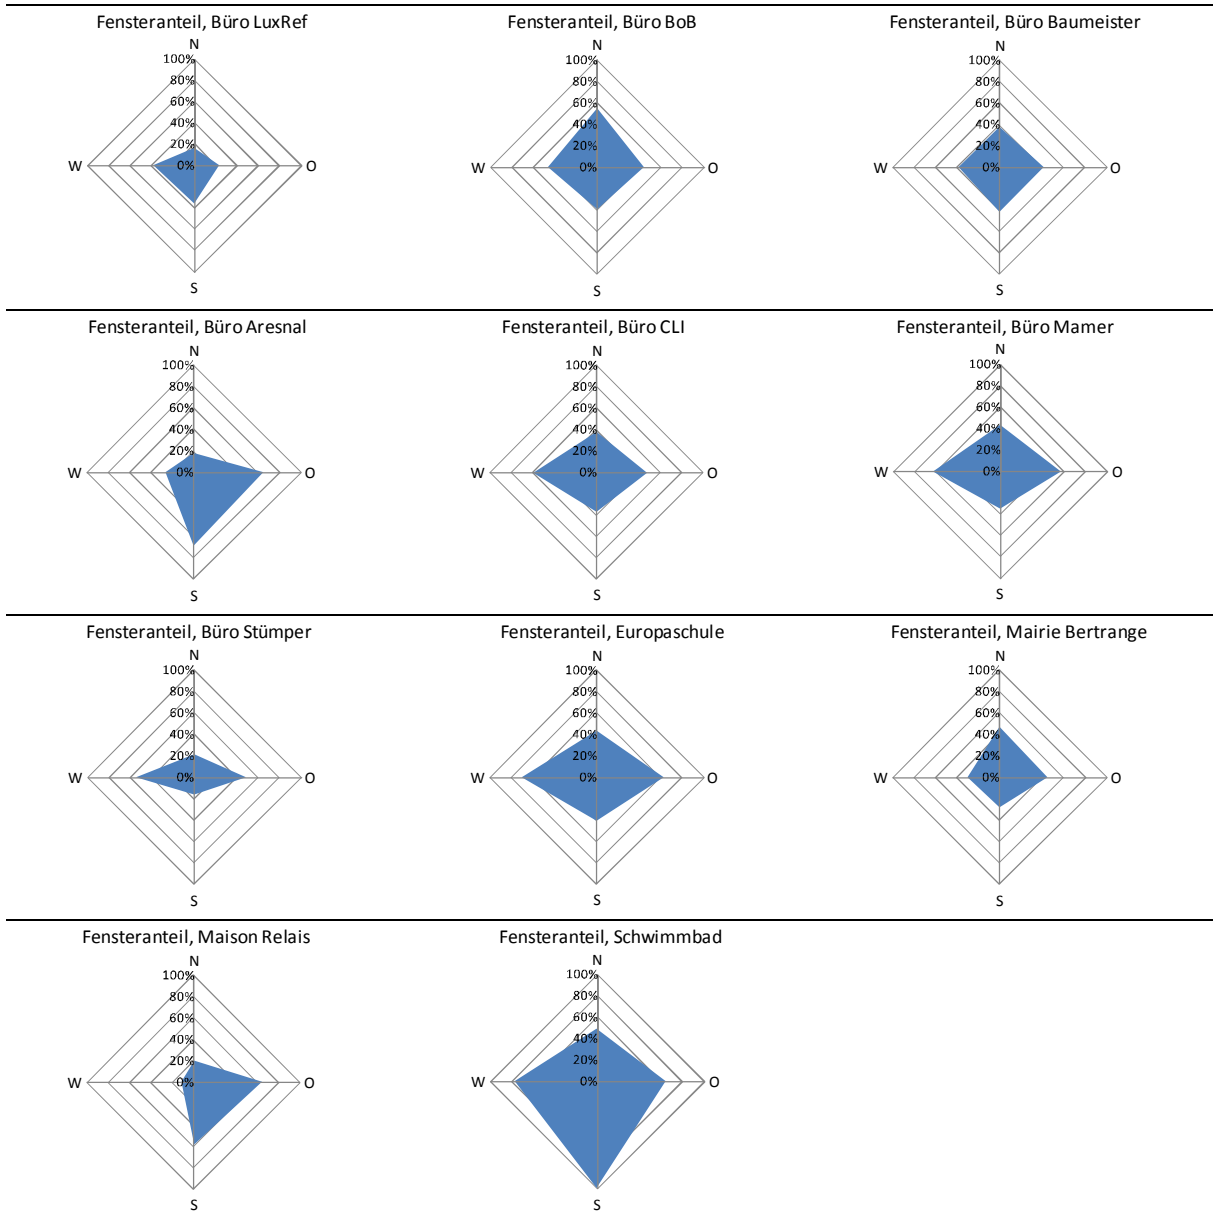 Fensteranteil, Büro LuxRef
N
100%
80%
60%
40%
20%
0%
W
O
S
Fensteranteil, Büro BoB
N
100%
80%
60%
40%
20%
0%
W
O
S
Fensteranteil, Büro Baumeister
N
100%
80%
60%
40%
20%
0%
W
O
S
Fensteranteil, Büro Aresnal
N
100%
80%
60%
40%
20%
0%
W
O
S
Fensteranteil, Büro CLI
N
100%
80%
60%
40%
20%
0%
W
O
S
Fensteranteil, Büro Mamer
N
100%
80%
60%
40%
20%
0%
W
O
S
Fensteranteil, Büro Stümper
N
100%
80%
60%
40%
20%
0%
W
O
S
Fensteranteil, Europaschule
N
100%
80%
60%
40%
20%
0%
W
O
S
Fensteranteil, Mairie Bertrange
N
100%
80%
60%
40%
20%
0%
W
O
S
Fensteranteil, Maison Relais
N
100%
80%
60%
40%
20%
0%
W
O
S
Fensteranteil, Schwimmbad
N
100%
80%
60%
40%
20%
0%
W
O
S